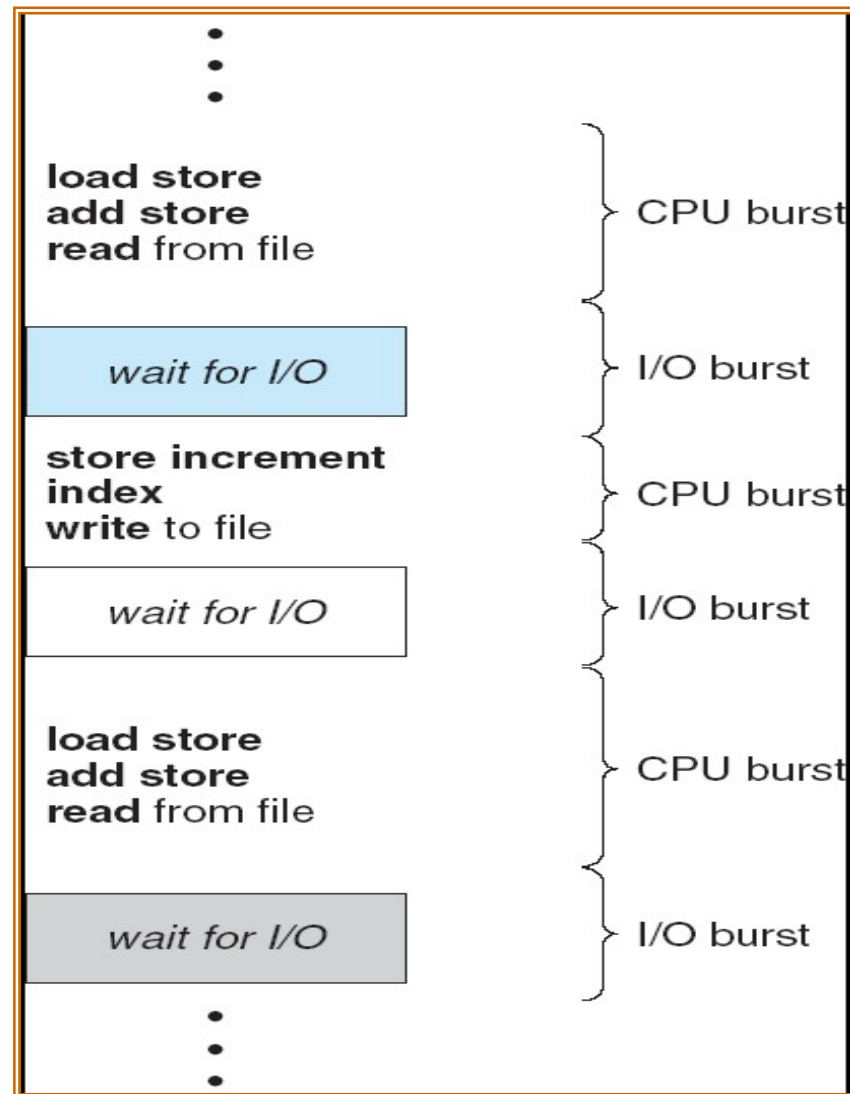 load store
add store
read from file
CPU burst
wait for I/O
I/O burst
store increment
index
write to file
CPU burst
wait for I/O
I/O burst
load store
add store
read from file
CPU burst
wait for I/O
I/O burst